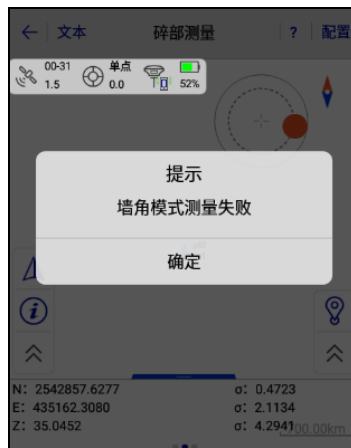 文本 碎部测量 ? 配置
00-31 单点
1.5 0.0 52%
提示
墙角模式测量失败
确定
N: 2542857.6277 σ: 0.4723
E: 435162.3080 σ: 2.1134
Z: 35.0452 σ: 4.2941
00.00km